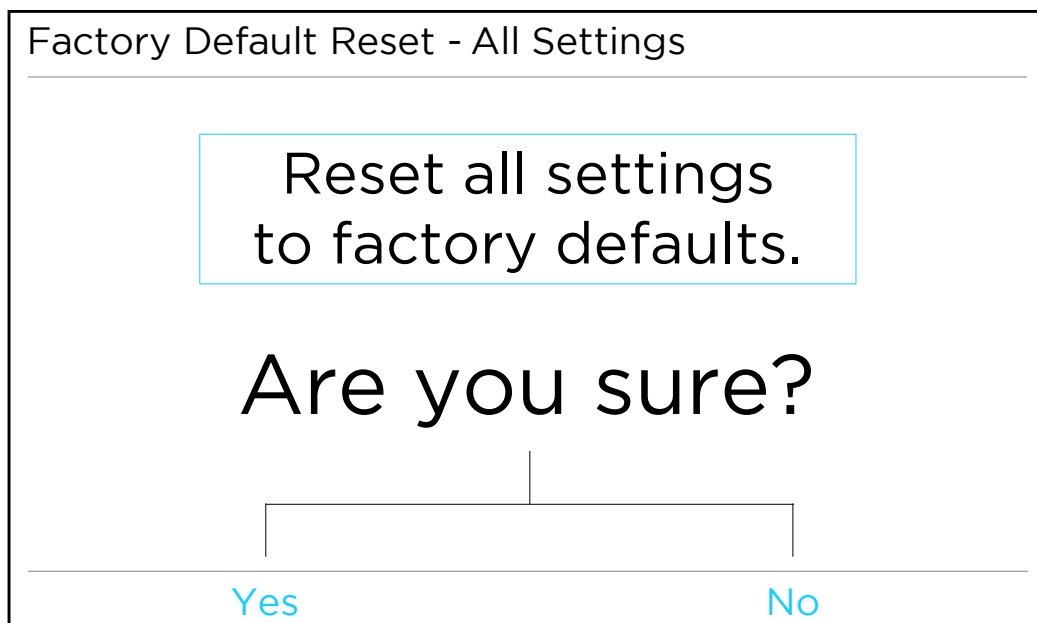 Factory Default Reset - All Settings
Reset all settings
to factory defaults.
Are you sure?
Yes
No